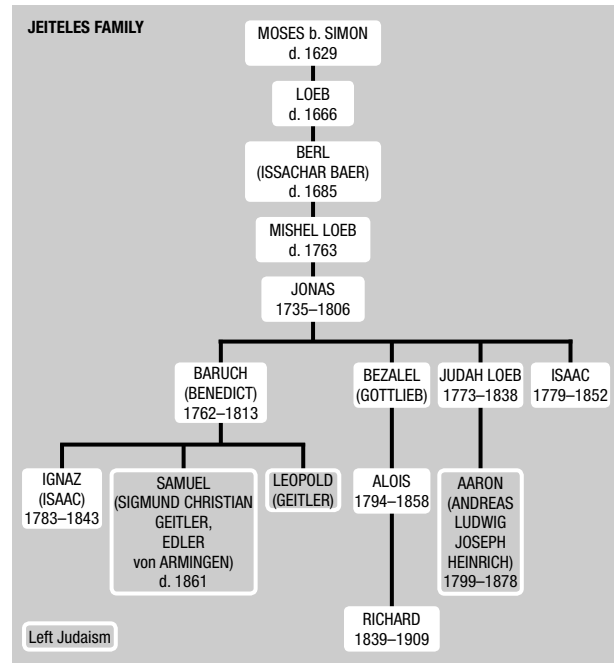 JEITELES FAMILY
MOSES b. SIMON
d. 1629
LOEB
d. 1666
BERL
(ISSACHAR BAER)
d. 1685
MISHEL LOEB
d. 1763
JONAS
1735–1806
BARUCH
(BENEDICT)
1762–1813
BEZALEL
(GOTTLIEB)
JUDAH LOEB
1773–1838
ISAAC
1779–1852
IGNAZ
(ISAAC)
1783–1843
SAMUEL
(SIGMUND CHRISTIAN
GEITLER,
EDLER
von ARMINGEN)
d. 1861
LEOPOLD
(GEITLER)
ALOIS
1794–1858
AARON
(ANDREAS
LUDWIG
JOSEPH
HEINRICH)
1799–1878
RICHARD
1839–1909
Left Judaism